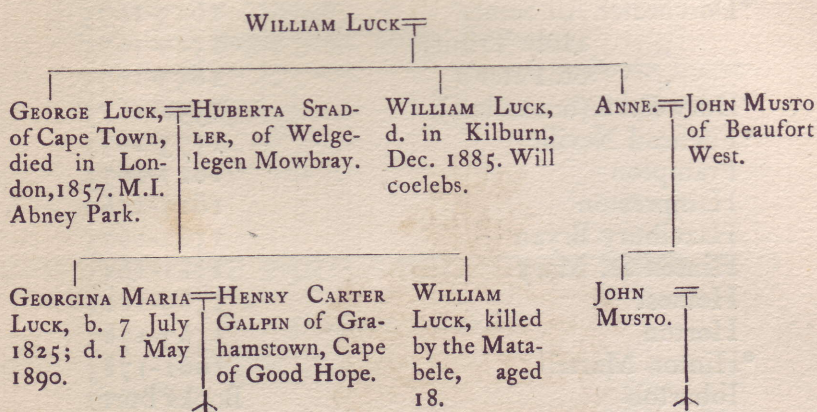 WILLIAM LUCK
GEORGE LUCK,
of Cape Town,
died in Lon-
don, 1857. M.I.
Abney Park.
HUBERTA STAD-
LER, of Welge-
legen Mowbray.
WILLIAM LUCK,
d. in Kilburn,
Dec. 1885. Will
coelebs.
ANNE.
JOHN MUSTO
of Beaufort
West.
GEORGINA MARIA
LUCK, b. 7 July
1825; d. 1 May
1890.
HENRY CARTER
GALPIN of Gra-
hamstown, Cape
of Good Hope.
WILLIAM
LUCK, killed
by the Mata-
bele, aged
18.
JOHN
MUSTO.